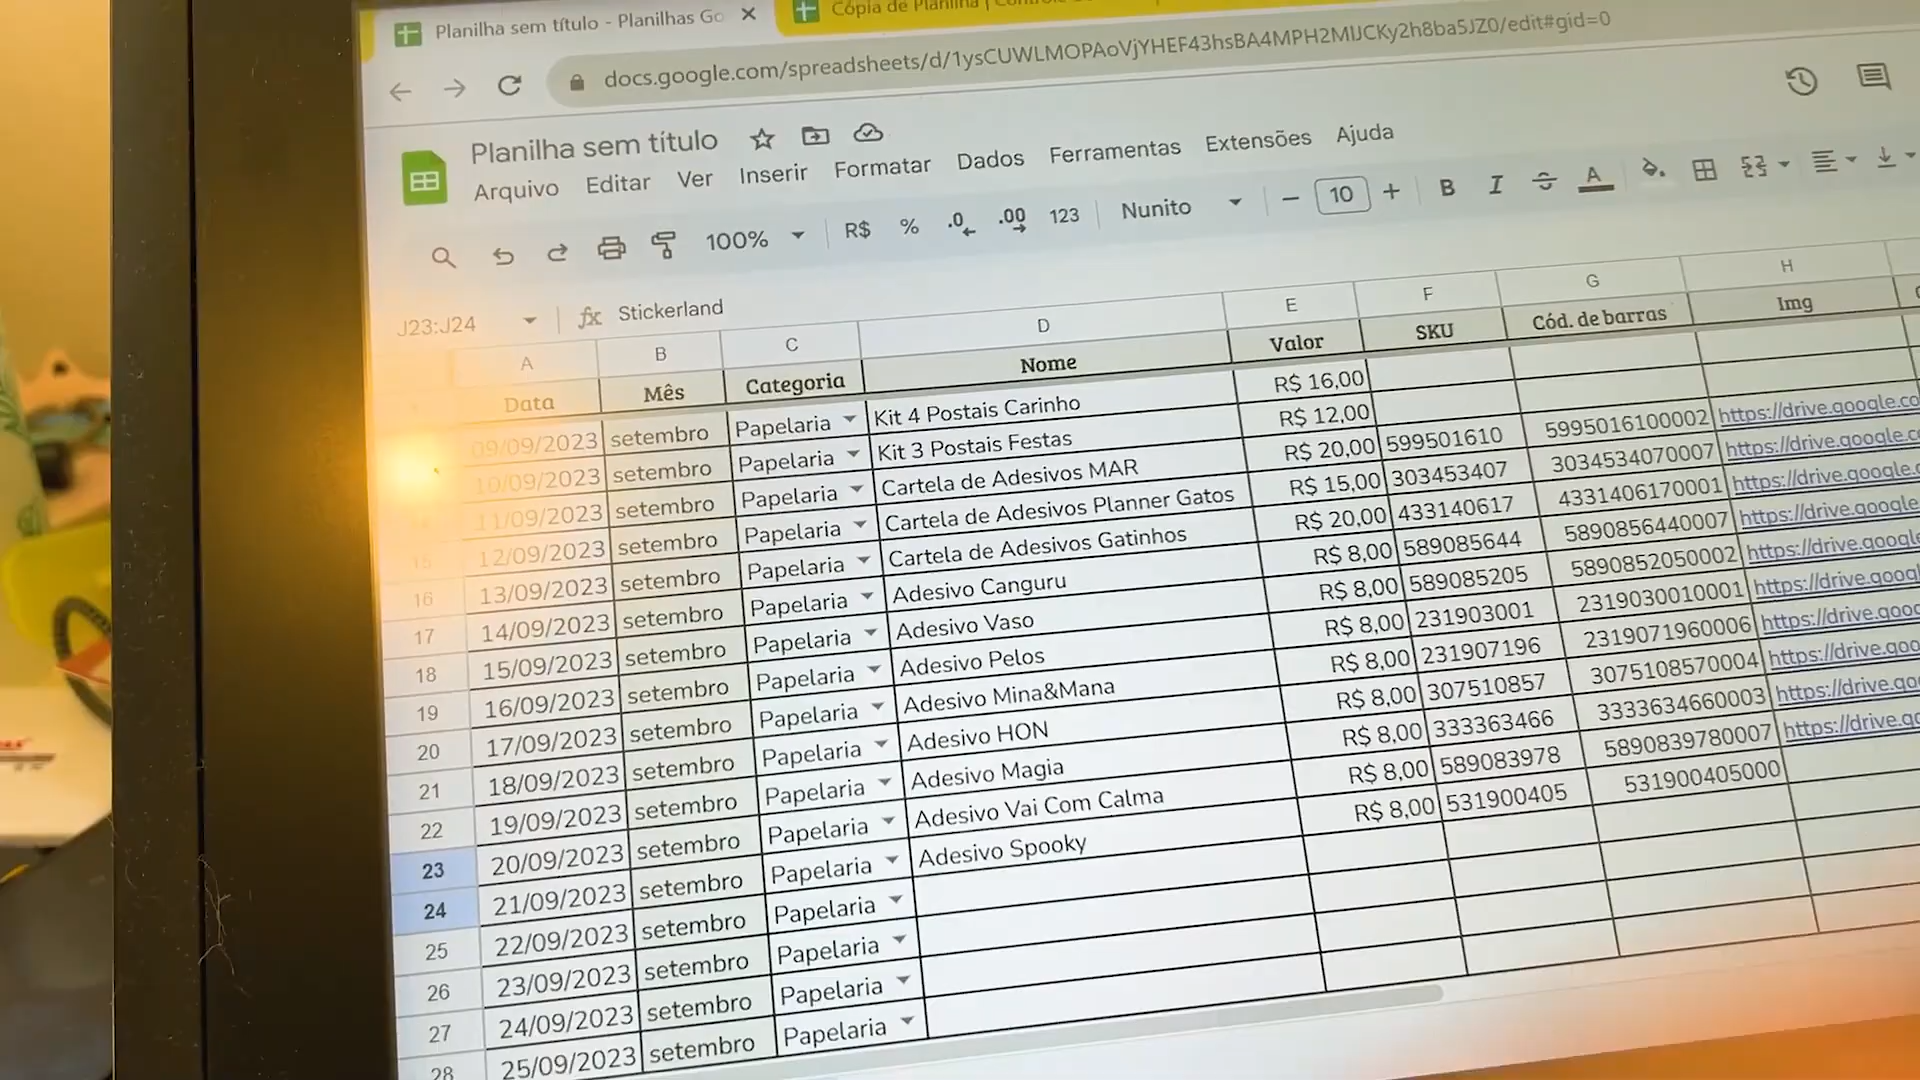 Planilha sem título - Planilhas Go
Cópia de Planilha |
docs.google.com/spreadsheets/d/1ysCUWLMOPAoVjYHEF43hsBA4MPH2MIJCKy2h8ba5JZ0/edit#gid=0
Planilha sem título
Arquivo Editar Ver Inserir Formatar Dados Ferramentas Extensões Ajuda
100% R$ % .0 .00 123 Nunito 10 B I A
J23:J24 fx Stickerland
A B C D E F G H
Data Mês Categoria Nome Valor SKU Cód. de barras Img
09/09/2023 setembro Papelaria Kit 4 Postais Carinho R$ 16,00
10/09/2023 setembro Papelaria Kit 3 Postais Festas R$ 12,00
11/09/2023 setembro Papelaria Cartela de Adesivos MAR R$ 20,00 599501610 5995016100002 https://drive.google.co
15 12/09/2023 setembro Papelaria Cartela de Adesivos Planner Gatos R$ 15,00 303453407 3034534070007 https://drive.google.c
16 13/09/2023 setembro Papelaria Cartela de Adesivos Gatinhos R$ 20,00 433140617 4331406170001 https://drive.google.
17 14/09/2023 setembro Papelaria Adesivo Canguru R$ 8,00 589085644 5890856440007 https://drive.google
18 15/09/2023 setembro Papelaria Adesivo Vaso R$ 8,00 589085205 5890852050002 https://drive.googl
19 16/09/2023 setembro Papelaria Adesivo Pelos R$ 8,00 231903001 2319030010001 https://drive.googl
20 17/09/2023 setembro Papelaria Adesivo Mina&Mana R$ 8,00 231907196 2319071960006 https://drive.goo
21 18/09/2023 setembro Papelaria Adesivo HON R$ 8,00 307510857 3075108570004 https://drive.goo
22 19/09/2023 setembro Papelaria Adesivo Magia R$ 8,00 333363466 3333634660003 https://drive.go
23 20/09/2023 setembro Papelaria Adesivo Vai Com Calma R$ 8,00 589083978 5890839780007 https://drive.go
24 21/09/2023 setembro Papelaria Adesivo Spooky R$ 8,00 531900405 531900405000
25 22/09/2023 setembro Papelaria
26 23/09/2023 setembro Papelaria
27 24/09/2023 setembro Papelaria
28 25/09/2023 setembro Papelaria